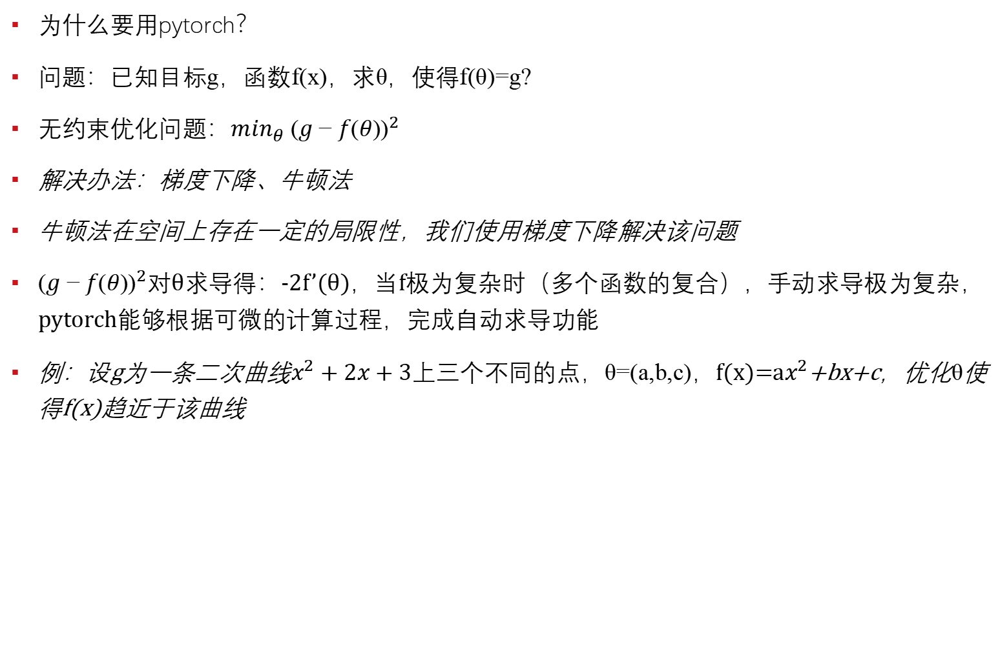 ▪ 为什么要用pytorch？
▪ 问题：已知目标g，函数f(x)，求θ，使得f(θ)=g?
▪ 无约束优化问题：min_θ (g − f(θ))²
▪ 解决办法：梯度下降、牛顿法
▪ 牛顿法在空间上存在一定的局限性，我们使用梯度下降解决该问题
▪ (g − f(θ))²对θ求导得：-2f’(θ)，当f极为复杂时（多个函数的复合），手动求导极为复杂，
pytorch能够根据可微的计算过程，完成自动求导功能
▪ 例：设g为一条二次曲线x² + 2x + 3上三个不同的点，θ=(a,b,c)，f(x)=ax²+bx+c，优化θ使
得f(x)趋近于该曲线